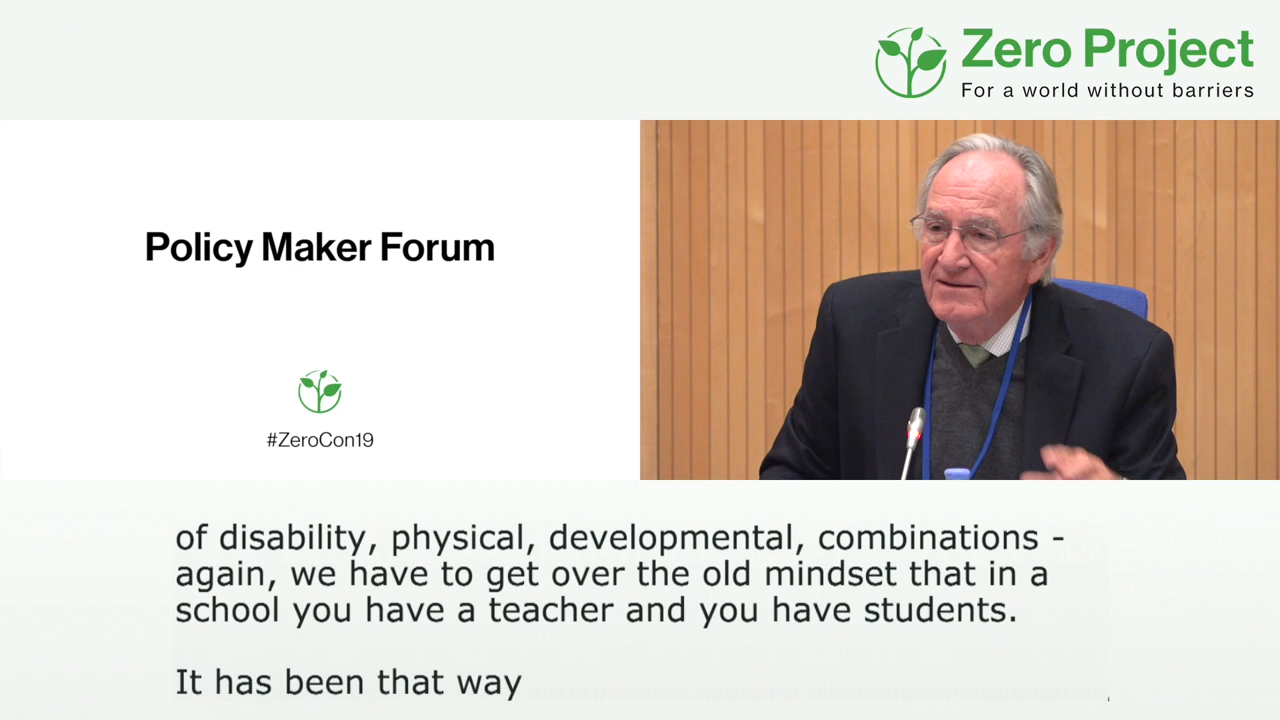 Zero Project
For a world without barriers
Policy Maker Forum
#ZeroCon19
of disability, physical, developmental, combinations -
again, we have to get over the old mindset that in a
school you have a teacher and you have students.
It has been that way